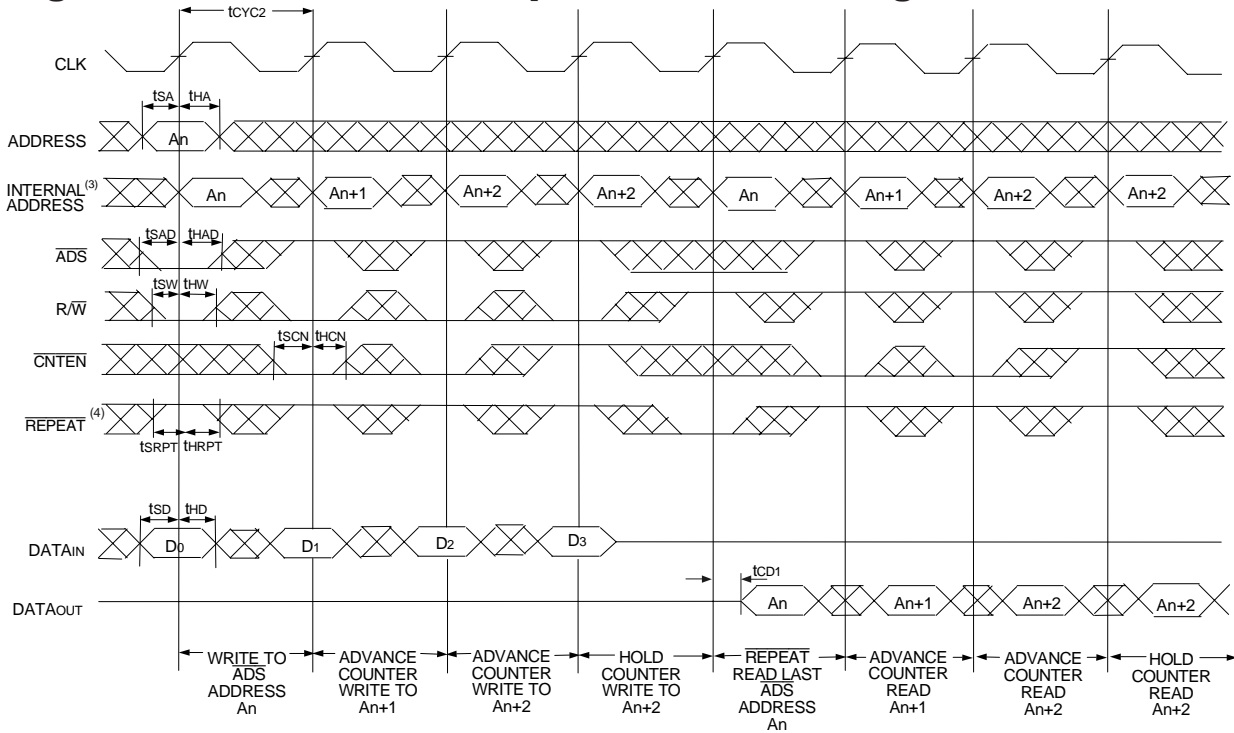 tCYC2
CLK
tSA tHA
ADDRESS An
INTERNAL(3) ADDRESS An An+1 An+2 An+2 An An+1 An+2 An+2
tSAD tHAD
ADS
tSW tHW
R/W
tSCN tHCN
CNTEN
REPEAT (4)
tSRPT tHRPT
tSD tHD
DATAIN D0 D1 D2 D3
tCD1
DATAOUT An An+1 An+2 An+2
WRITE TO
ADS
ADDRESS
An
ADVANCE
COUNTER
WRITE TO
An+1
ADVANCE
COUNTER
WRITE TO
An+2
HOLD
COUNTER
WRITE TO
An+2
REPEAT
READ LAST
ADS
ADDRESS
An
ADVANCE
COUNTER
READ
An+1
ADVANCE
COUNTER
READ
An+2
HOLD
COUNTER
READ
An+2